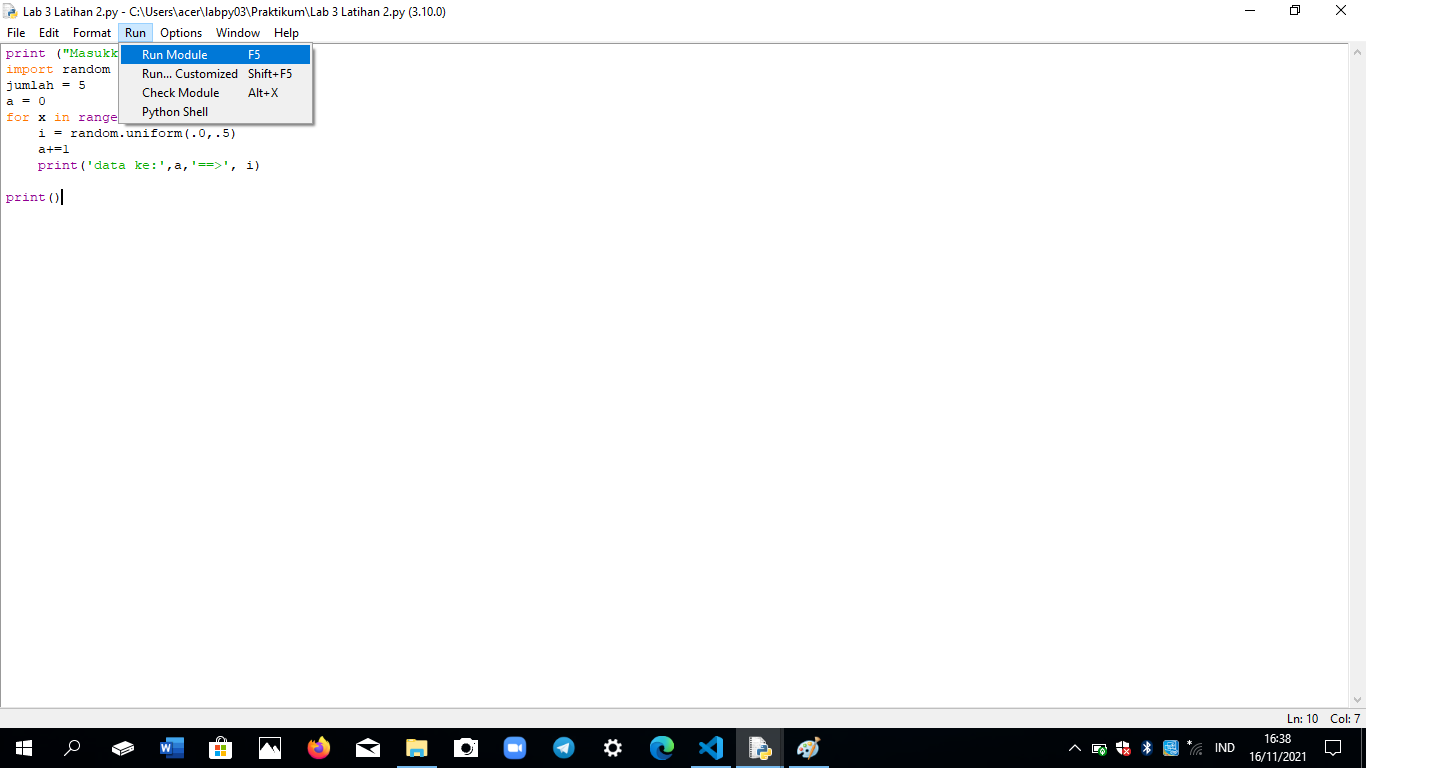 Lab 3 Latihan 2.py - C:\Users\acer\labpy03\Praktikum\Lab 3 Latihan 2.py (3.10.0)
File Edit Format Run Options Window Help
print ("Masukk
import random
jumlah = 5
a = 0
for x in range
    i = random.uniform(.0,.5)
    a+=1
    print('data ke:',a,'==>', i)
print()
Run Module F5
Run... Customized Shift+F5
Check Module Alt+X
Python Shell
Ln: 10 Col: 7
IND
16:38
16/11/2021